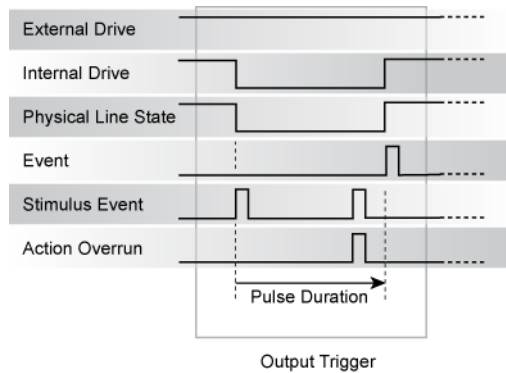 External Drive
Internal Drive
Physical Line State
Event
Stimulus Event
Action Overrun
Pulse Duration
Output Trigger